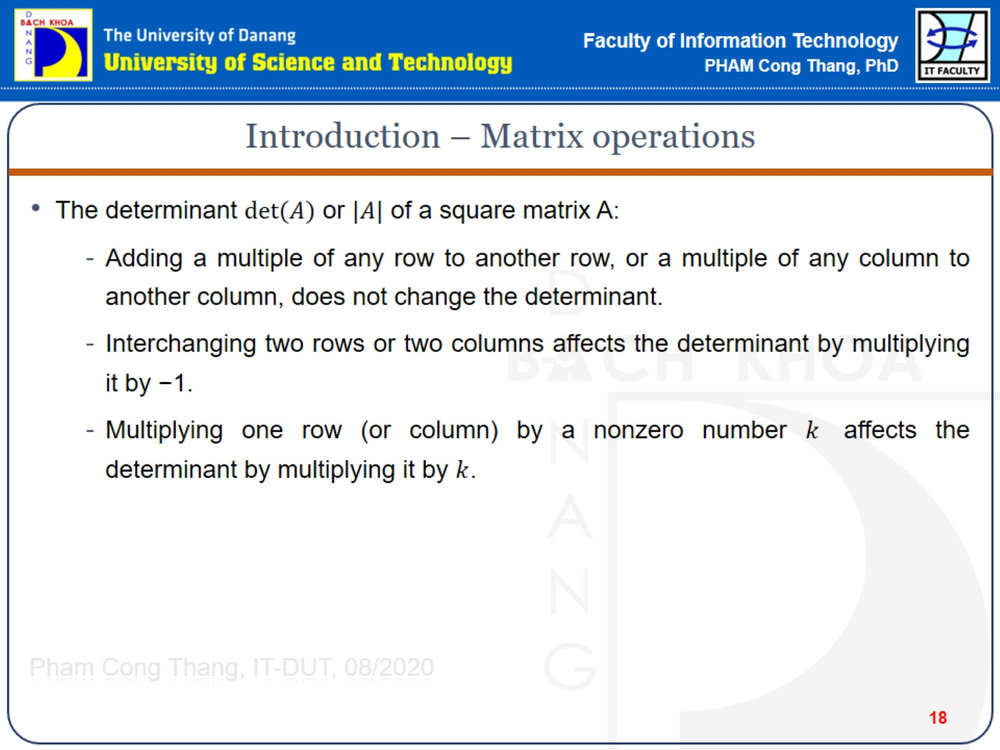 D
BACH KHOA
N
A
N
G
The University of Danang
University of Science and Technology
Faculty of Information Technology
PHAM Cong Thang, PhD
IT FACULTY
Introduction – Matrix operations
• The determinant det(A) or |A| of a square matrix A:
- Adding a multiple of any row to another row, or a multiple of any column to
another column, does not change the determinant.
- Interchanging two rows or two columns affects the determinant by multiplying
it by −1.
- Multiplying one row (or column) by a nonzero number k affects the
determinant by multiplying it by k.
D
BACH KHOA
N
A
N
G
Pham Cong Thang, IT-DUT, 08/2020
18